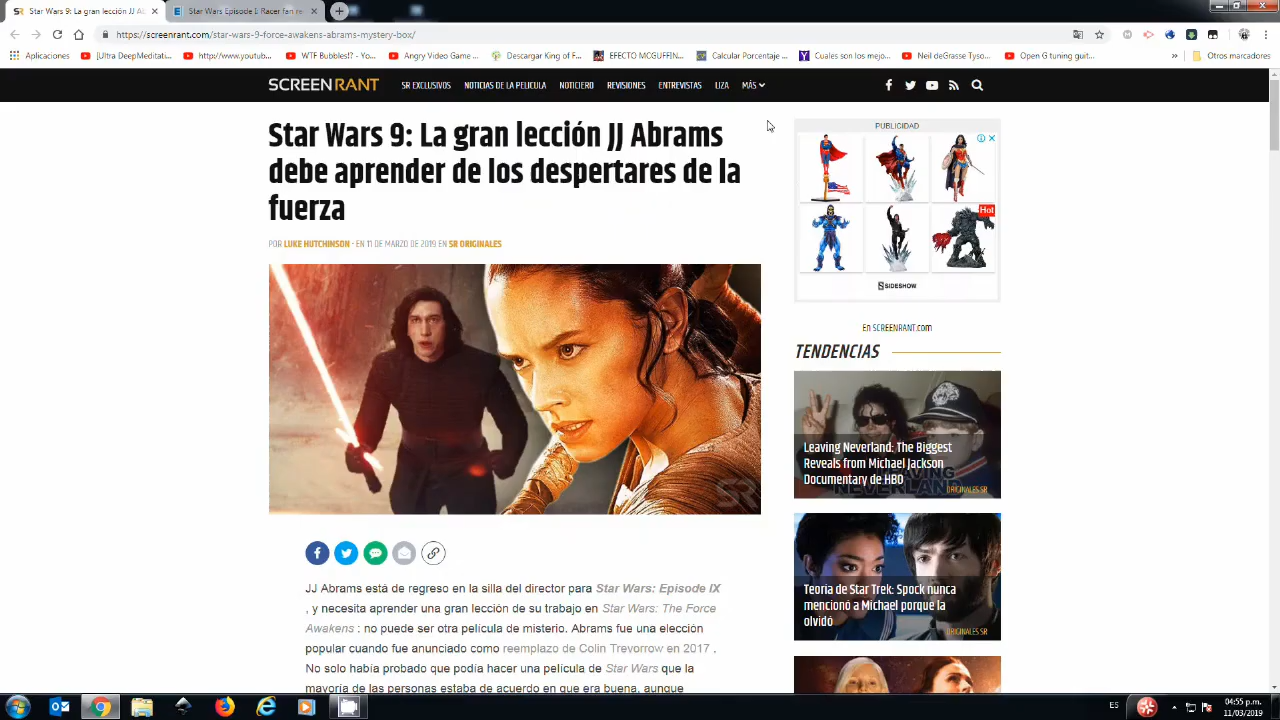 Star Wars 9: La gran lección JJ Ab
Star Wars Episode I: Racer fan re
https://screenrant.com/star-wars-9-force-awakens-abrams-mystery-box/
Aplicaciones
[Ultra DeepMeditati...
http://www.youtub...
WTF Bubbles!? - Yo...
Angry Video Game ...
Descargar King of F...
EFECTO MCGUFFIN...
Calcular Porcentaje ...
Cuales son los mejo...
Neil deGrasse Tyso...
Open G tuning guit...
Otros marcadores
SCREENRANT
SR EXCLUSIVOS
NOTICIAS DE LA PELICULA
NOTICIERO
REVISIONES
ENTREVISTAS
LIZA
MÁS
Star Wars 9: La gran lección JJ Abrams
debe aprender de los despertares de la
fuerza
POR LUKE HUTCHINSON - EN 11 DE MARZO DE 2019 EN SR ORIGINALES
SR
JJ Abrams está de regreso en la silla del director para Star Wars: Episode IX
, y necesita aprender una gran lección de su trabajo en Star Wars: The Force
Awakens : no puede ser otra película de misterio. Abrams fue una elección
popular cuando fue anunciado como reemplazo de Colin Trevorrow en 2017 .
No solo había probado que podía hacer una película de Star Wars que la
mayoría de las personas estaba de acuerdo en que era buena, aunque
PUBLICIDAD
Hot
SIDESHOW
En SCREENRANT.com
TENDENCIAS
Leaving Neverland: The Biggest
Reveals from Michael Jackson
Documentary de HBO
LEAVING
NEVERLAND
ORIGINALES SR
Teoría de Star Trek: Spock nunca
mencionó a Michael porque la
olvidó
ORIGINALES SR
ES
04:55 p.m.
11/03/2019